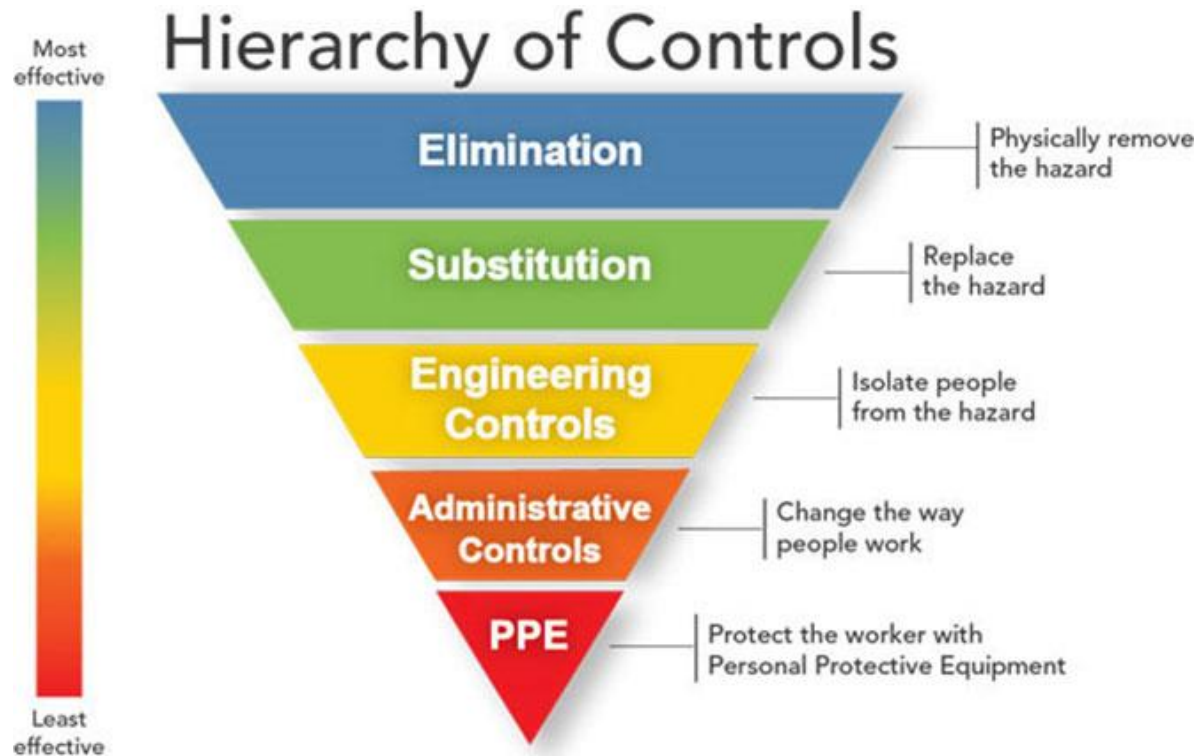 Hierarchy of Controls
Most
effective
Elimination
Physically remove
the hazard
Substitution
Replace
the hazard
Engineering
Controls
Isolate people
from the hazard
Administrative
Controls
Change the way
people work
PPE
Protect the worker with
Personal Protective Equipment
Least
effective